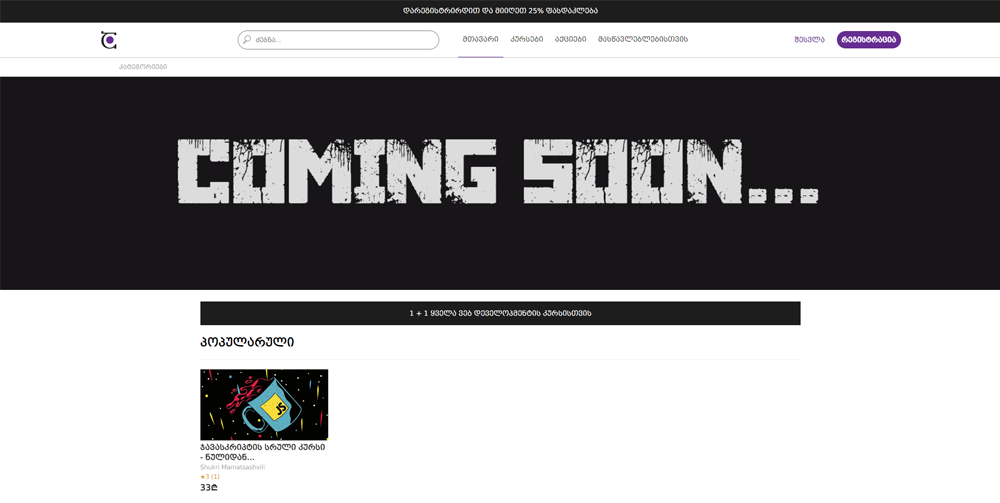 დარეგისტრირდით და მიიღეთ 25% ფასდაკლება
ძებნა...
მთავარი
კურსები
აქციები
მასწავლებლებისთვის
შესვლა
რეგისტრაცია
კატეგორიები
COMING SOON...
1 + 1 ყველა ვებ დეველოპმენტის კურსისთვის
პოპულარული
JS
ჯავასკრიპტის სრული კურსი
- ნულიდან...
Shukri Mamatsashvili
★3 (1)
33₾